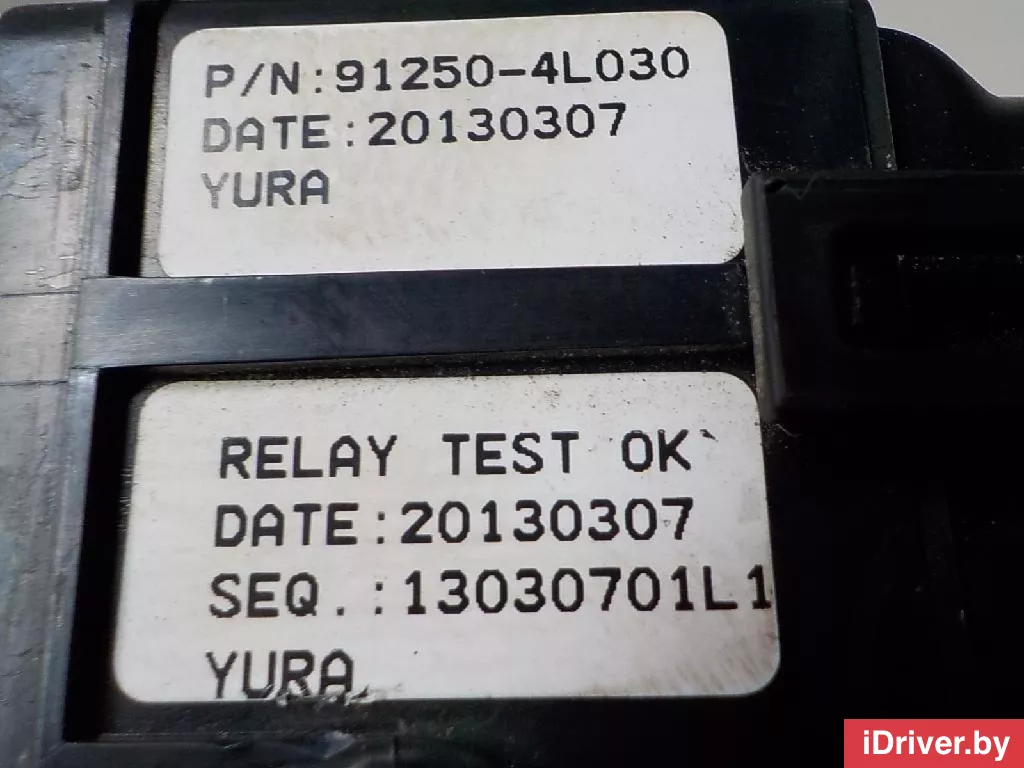 P/N:91250-4L030
DATE:20130307
YURA
RELAY TEST OK
DATE:20130307
SEQ.:13030701L1
YURA
iDriver.by